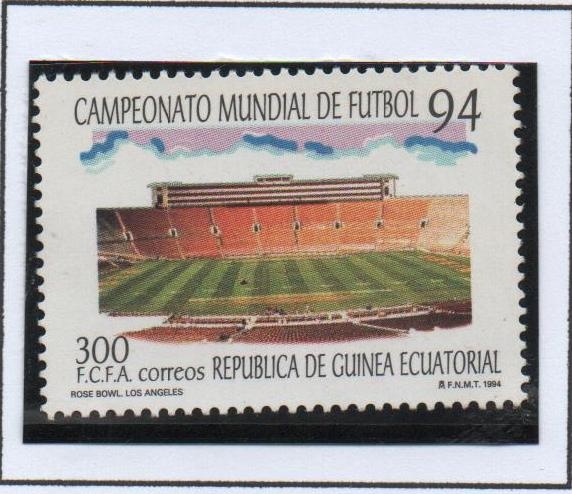 CAMPEONATO MUNDIAL DE FUTBOL 94
300
F.C.F.A. correos REPUBLICA DE GUINEA ECUATORIAL
ROSE BOWL. LOS ANGELES F.N.M.T. 1994